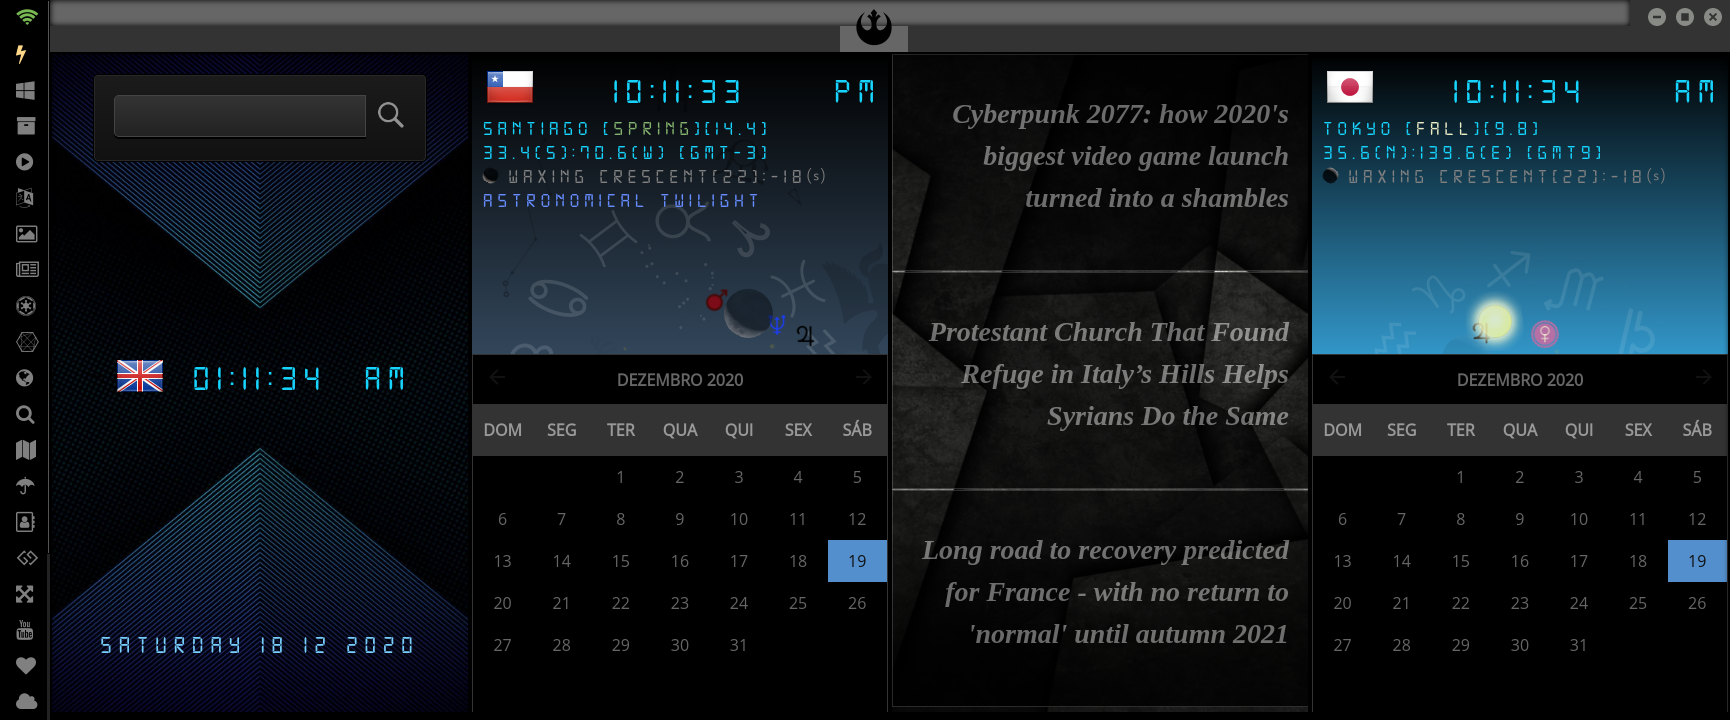 01:11:34 AM
SATURDAY 18 12 2020
10:11:33 PM
SANTIAGO [SPRING][14.4]
33.4(S):70.6(W) [GMT-3]
WAXING CRESCENT(22):-18(s)
ASTRONOMICAL TWILIGHT
DEZEMBRO 2020
DOM SEG TER QUA QUI SEX SÁB
1 2 3 4 5
6 7 8 9 10 11 12
13 14 15 16 17 18 19
20 21 22 23 24 25 26
27 28 29 30 31
Cyberpunk 2077: how 2020's
biggest video game launch
turned into a shambles
Protestant Church That Found
Refuge in Italy’s Hills Helps
Syrians Do the Same
Long road to recovery predicted
for France - with no return to
'normal' until autumn 2021
10:11:34 AM
TOKYO [FALL][9.8]
35.6(N):139.6(E) [GMT9]
WAXING CRESCENT(22):-18(s)
DEZEMBRO 2020
DOM SEG TER QUA QUI SEX SÁB
1 2 3 4 5
6 7 8 9 10 11 12
13 14 15 16 17 18 19
20 21 22 23 24 25 26
27 28 29 30 31
You
Tube